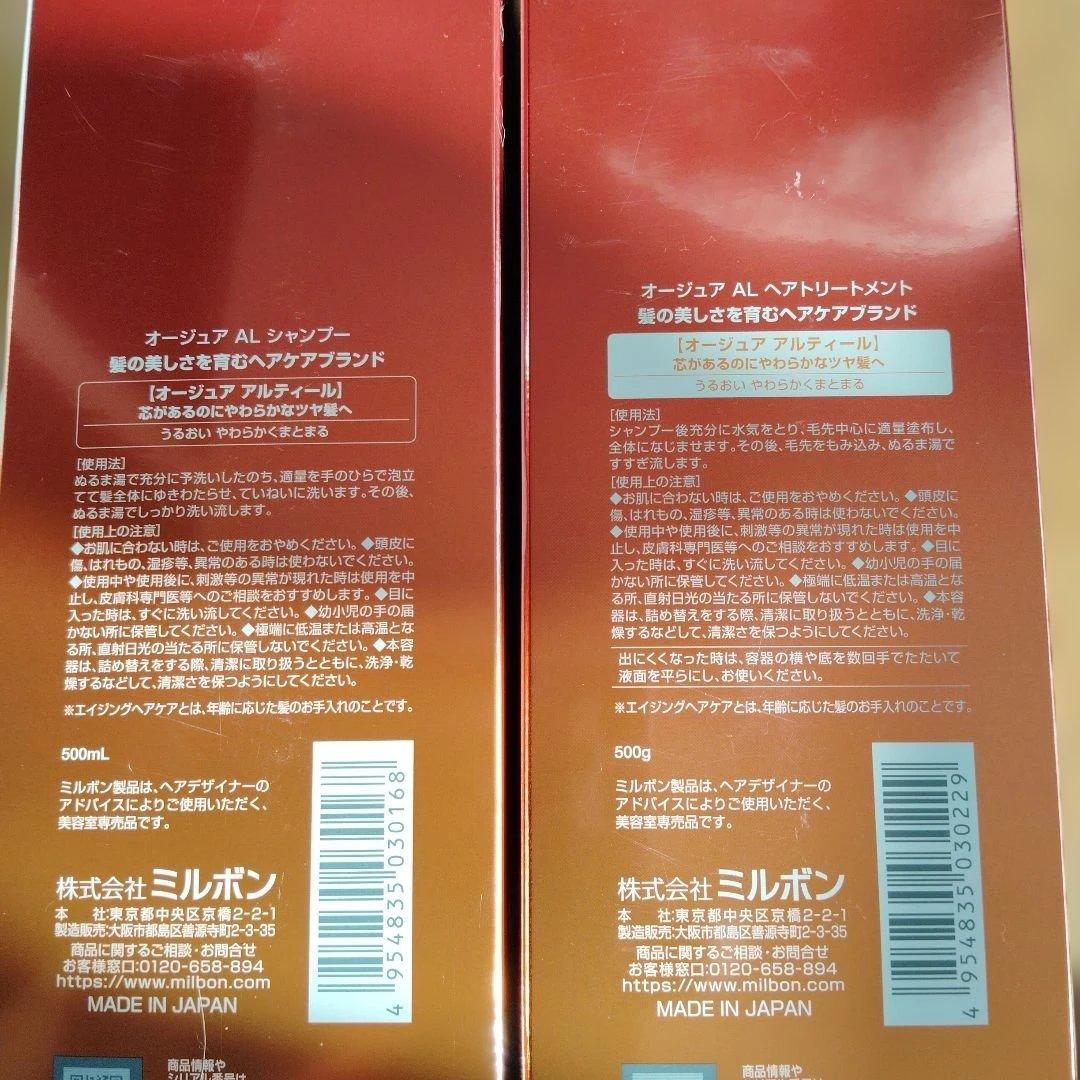 オージュア AL シャンプー
髪の美しさを育むヘアケアブランド
【オージュア アルティール】
芯があるのにやわらかなツヤ髪へ
うるおい やわらかくまとまる
[使用法]
ぬるま湯で充分に予洗いしたのち、適量を手のひらで泡立
てて髪全体にゆきわたらせ、ていねいに洗います。その後、
ぬるま湯でしっかり洗い流します。
[使用上の注意]
◆お肌に合わない時は、ご使用をおやめください。◆頭皮に
傷、はれもの、湿疹等、異常のある時は使わないでください。
◆使用中や使用後に、刺激等の異常が現れた時は使用を中
止し、皮膚科専門医等へのご相談をおすすめします。◆目に
入った時は、すぐに洗い流してください。◆幼小児の手の届
かない所に保管してください。◆極端に低温または高温とな
る所、直射日光の当たる所に保管しないでください。◆本容
器は、詰め替えをする際、清潔に取り扱うとともに、洗浄・乾
燥するなどして、清潔さを保つようにしてください。
※エイジングヘアケアとは、年齢に応じた髪のお手入れのことです。
500mL
ミルボン製品は、ヘアデザイナーの
アドバイスによりご使用いただく、
美容室専売品です。
株式会社 ミルボン
本 社:東京都中央区京橋2-2-1
製造販売:大阪市都島区善源寺町2-3-35
商品に関するご相談・お問合せ
お客様窓口:0120-658-894
https://www.milbon.com
MADE IN JAPAN
4 954835 030168
商品情報や
シリアル番号は
オージュア AL ヘアトリートメント
髪の美しさを育むヘアケアブランド
【オージュア アルティール】
芯があるのにやわらかなツヤ髪へ
うるおい やわらかくまとまる
[使用法]
シャンプー後充分に水気をとり、毛先中心に適量塗布し、
全体になじませます。その後、毛先をもみ込み、ぬるま湯で
すすぎ流します。
[使用上の注意]
◆お肌に合わない時は、ご使用をおやめください。◆頭皮に
傷、はれもの、湿疹等、異常のある時は使わないでください。
◆使用中や使用後に、刺激等の異常が現れた時は使用を中
止し、皮膚科専門医等へのご相談をおすすめします。◆目に
入った時は、すぐに洗い流してください。◆幼小児の手の届
かない所に保管してください。◆極端に低温または高温とな
る所、直射日光の当たる所に保管しないでください。◆本容
器は、詰め替えをする際、清潔に取り扱うとともに、洗浄・乾
燥するなどして、清潔さを保つようにしてください。
出にくくなった時は、容器の横や底を数回手でたたいて
液面を平らにし、お使いください。
※エイジングヘアケアとは、年齢に応じた髪のお手入れのことです。
500g
ミルボン製品は、ヘアデザイナーの
アドバイスによりご使用いただく、
美容室専売品です。
株式会社 ミルボン
本 社:東京都中央区京橋2-2-1
製造販売:大阪市都島区善源寺町2-3-35
商品に関するご相談・お問合せ
お客様窓口:0120-658-894
https://www.milbon.com
MADE IN JAPAN
4 954835 030229
商品情報や